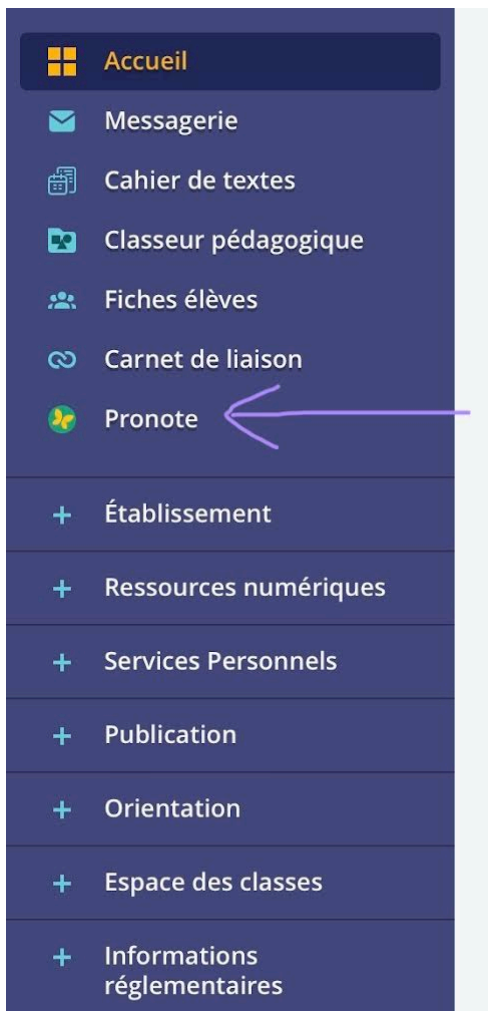 Accueil
Messagerie
Cahier de textes
Classeur pédagogique
Fiches élèves
Carnet de liaison
Pronote
+ Établissement
+ Ressources numériques
+ Services Personnels
+ Publication
+ Orientation
+ Espace des classes
+ Informations
réglementaires